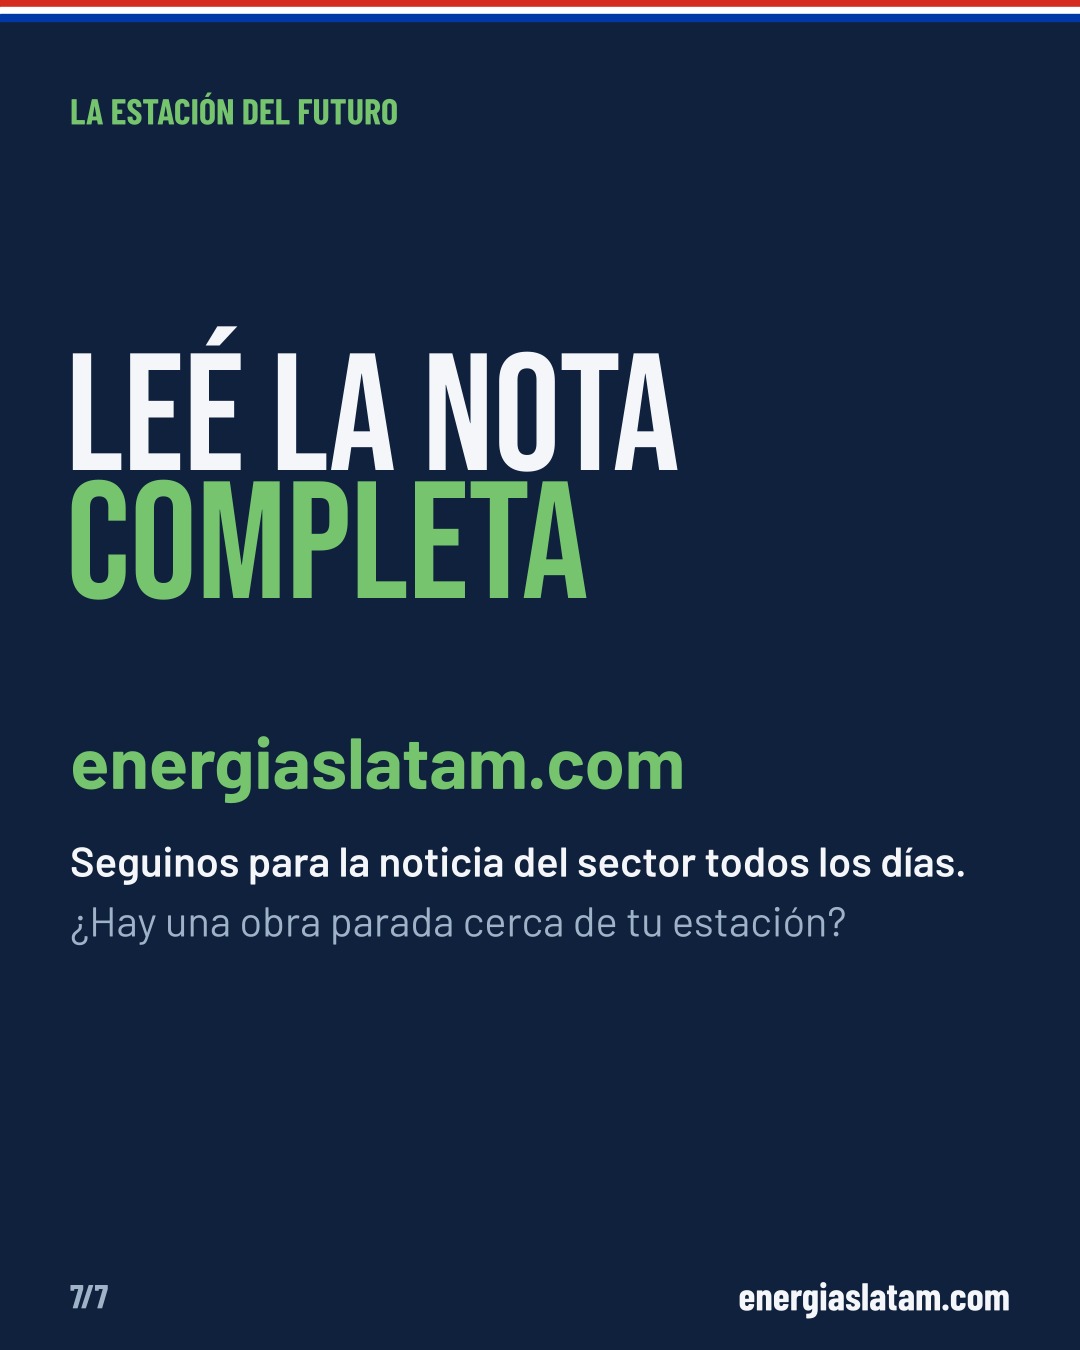 LA ESTACIÓN DEL FUTURO
LEÉ LA NOTA
COMPLETA
energiaslatam.com
Seguinos para la noticia del sector todos los días.
¿Hay una obra parada cerca de tu estación?
7/7
energiaslatam.com